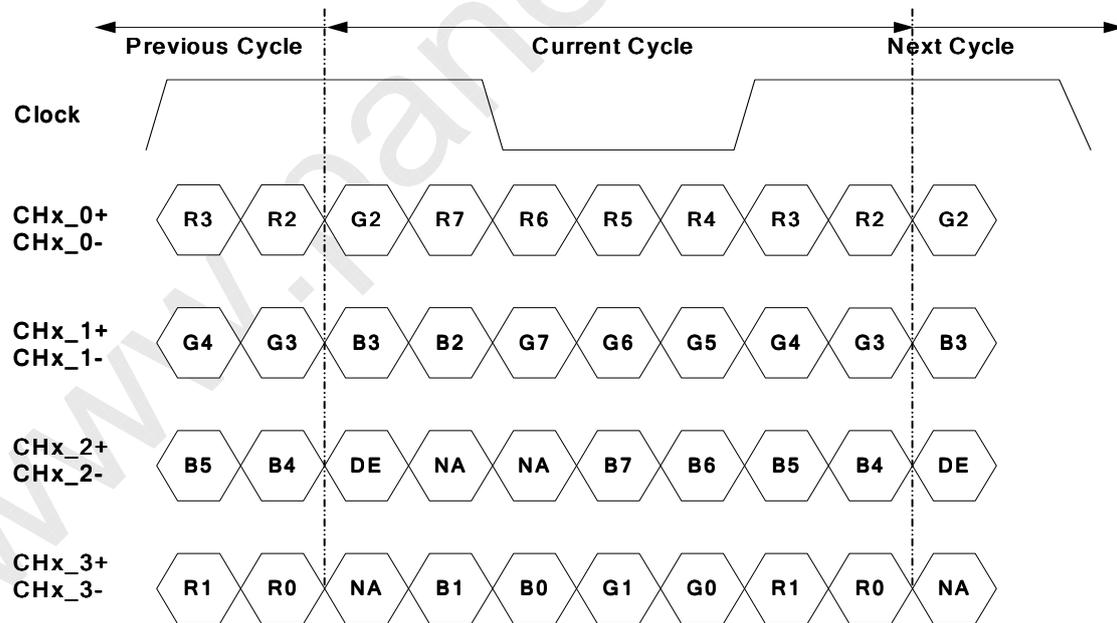 Previous Cycle Current Cycle Next Cycle
Clock
CHx_0+
CHx_0-
R3 R2 G2 R7 R6 R5 R4 R3 R2 G2
CHx_1+
CHx_1-
G4 G3 B3 B2 G7 G6 G5 G4 G3 B3
CHx_2+
CHx_2-
B5 B4 DE NA NA B7 B6 B5 B4 DE
CHx_3+
CHx_3-
R1 R0 NA B1 B0 G1 G0 R1 R0 NA